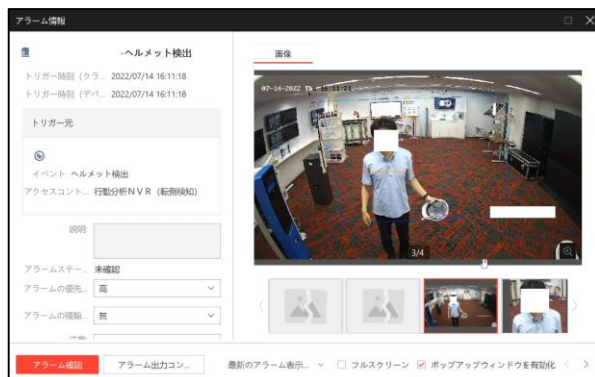 アラーム情報
-ヘルメット検出
トリガー時刻 (クラ... 2022/07/14 16:11:18
トリガー時刻 (デバ... 2022/07/14 16:11:18
トリガー元
イベント ヘルメット検出
アクセスコント... 行動分析NVR (転倒検知)
説明:
アラームステー... 未確認
アラームの優先... 高
アラームの種類... 無
画像
07-14-2022
3/4
アラーム確認
アラーム出力コン...
最新のアラーム表示...
フルスクリーン
ポップアップウィンドウを有効化